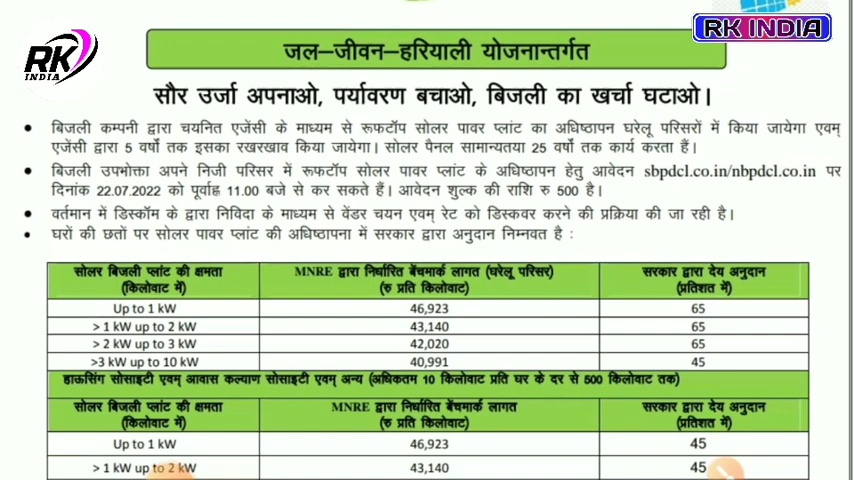 RK INDIA
RK
INDIA
जल–जीवन–हरियाली योजनान्तर्गत
सौर उर्जा अपनाओ, पर्यावरण बचाओ, बिजली का खर्चा घटाओ।
• बिजली कम्पनी द्वारा चयनित एजेंसी के माध्यम से रूफटॉप सोलर पावर प्लांट का अधिष्ठापन घरेलू परिसरों में किया जायेगा एवम्
एजेंसी द्वारा 5 वर्षों तक इसका रखरखाव किया जायेगा। सोलर पैनल सामान्यतया 25 वर्षों तक कार्य करता हैं।
• बिजली उपभोक्ता अपने निजी परिसर में रूफटॉप सोलर पावर प्लांट के अधिष्ठापन हेतु आवेदन sbpdcl.co.in/nbpdcl.co.in पर
दिनांक 22.07.2022 को पूर्वाह्न 11.00 बजे से कर सकते हैं। आवेदन शुल्क की राशि रु 500 है।
• वर्तमान में डिस्कॉम के द्वारा निविदा के माध्यम से वेंडर चयन एवम् रेट को डिस्कवर करने की प्रक्रिया की जा रही है।
• घरों की छतों पर सोलर पावर प्लांट की अधिष्ठापना में सरकार द्वारा अनुदान निम्नवत है :
सोलर बिजली प्लांट की क्षमता (किलोवाट में) MNRE द्वारा निर्धारित बेंचमार्क लागत (घरेलू परिसर) (रु प्रति किलोवाट) सरकार द्वारा देय अनुदान (प्रतिशत में)
Up to 1 kW 46,923 65
> 1 kW up to 2 kW 43,140 65
> 2 kW up to 3 kW 42,020 65
>3 kW up to 10 kW 40,991 45
हाऊसिंग सोसाइटी एवम् आवास कल्याण सोसाइटी एवम् अन्य (अधिकतम 10 किलोवाट प्रति घर के दर से 500 किलोवाट तक)
सोलर बिजली प्लांट की क्षमता (किलोवाट में) MNRE द्वारा निर्धारित बेंचमार्क लागत (रु प्रति किलोवाट) सरकार द्वारा देय अनुदान (प्रतिशत में)
Up to 1 kW 46,923 45
> 1 kW up to 2 kW 43,140 45